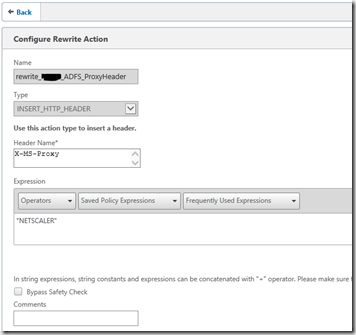 Back
Configure Rewrite Action
Name
rewrite_ _ADFS_ProxyHeader
Type
INSERT_HTTP_HEADER
Use this action type to insert a header.
Header Name*
X-MS-Proxy
Expression
Operators Saved Policy Expressions Frequently Used Expressions
"NETSCALER"
In string expressions, string constants and expressions can be concatenated with "+" operator. Please make sure
Bypass Safety Check
Comments